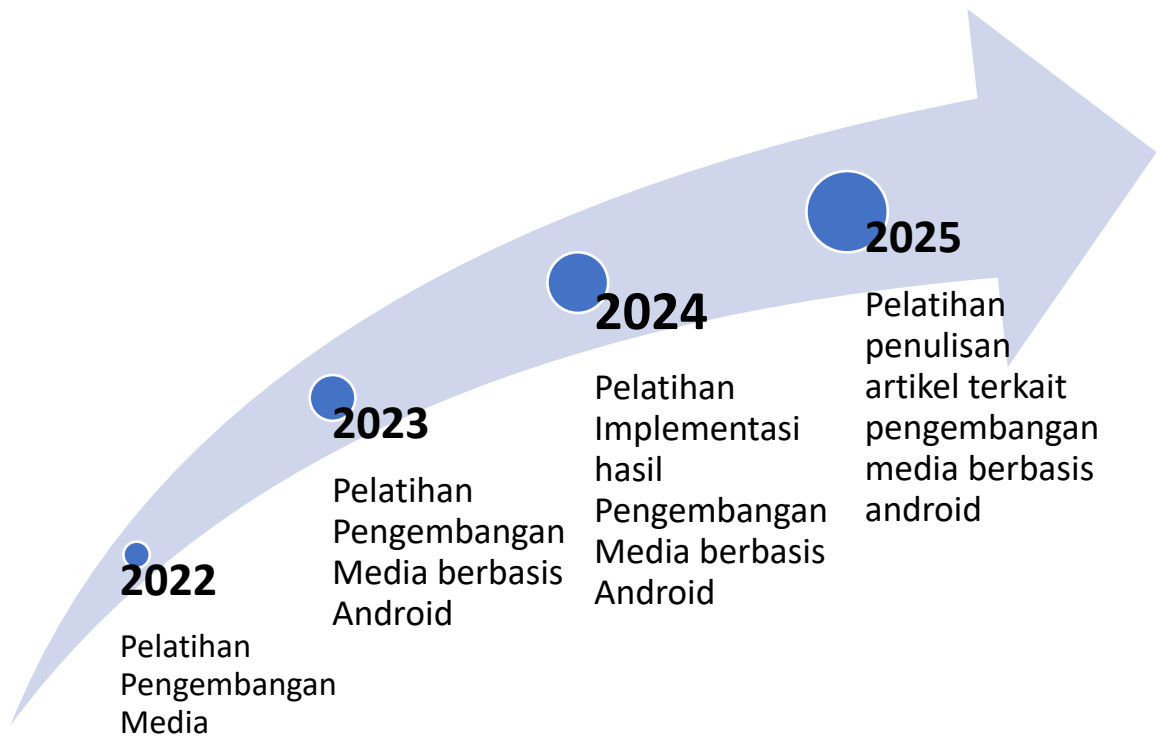 2022
Pelatihan
Pengembangan
Media
2023
Pelatihan
Pengembangan
Media berbasis
Android
2024
Pelatihan
Implementasi
hasil
Pengembangan
Media berbasis
Android
2025
Pelatihan
penulisan
artikel terkait
pengembangan
media berbasis
android